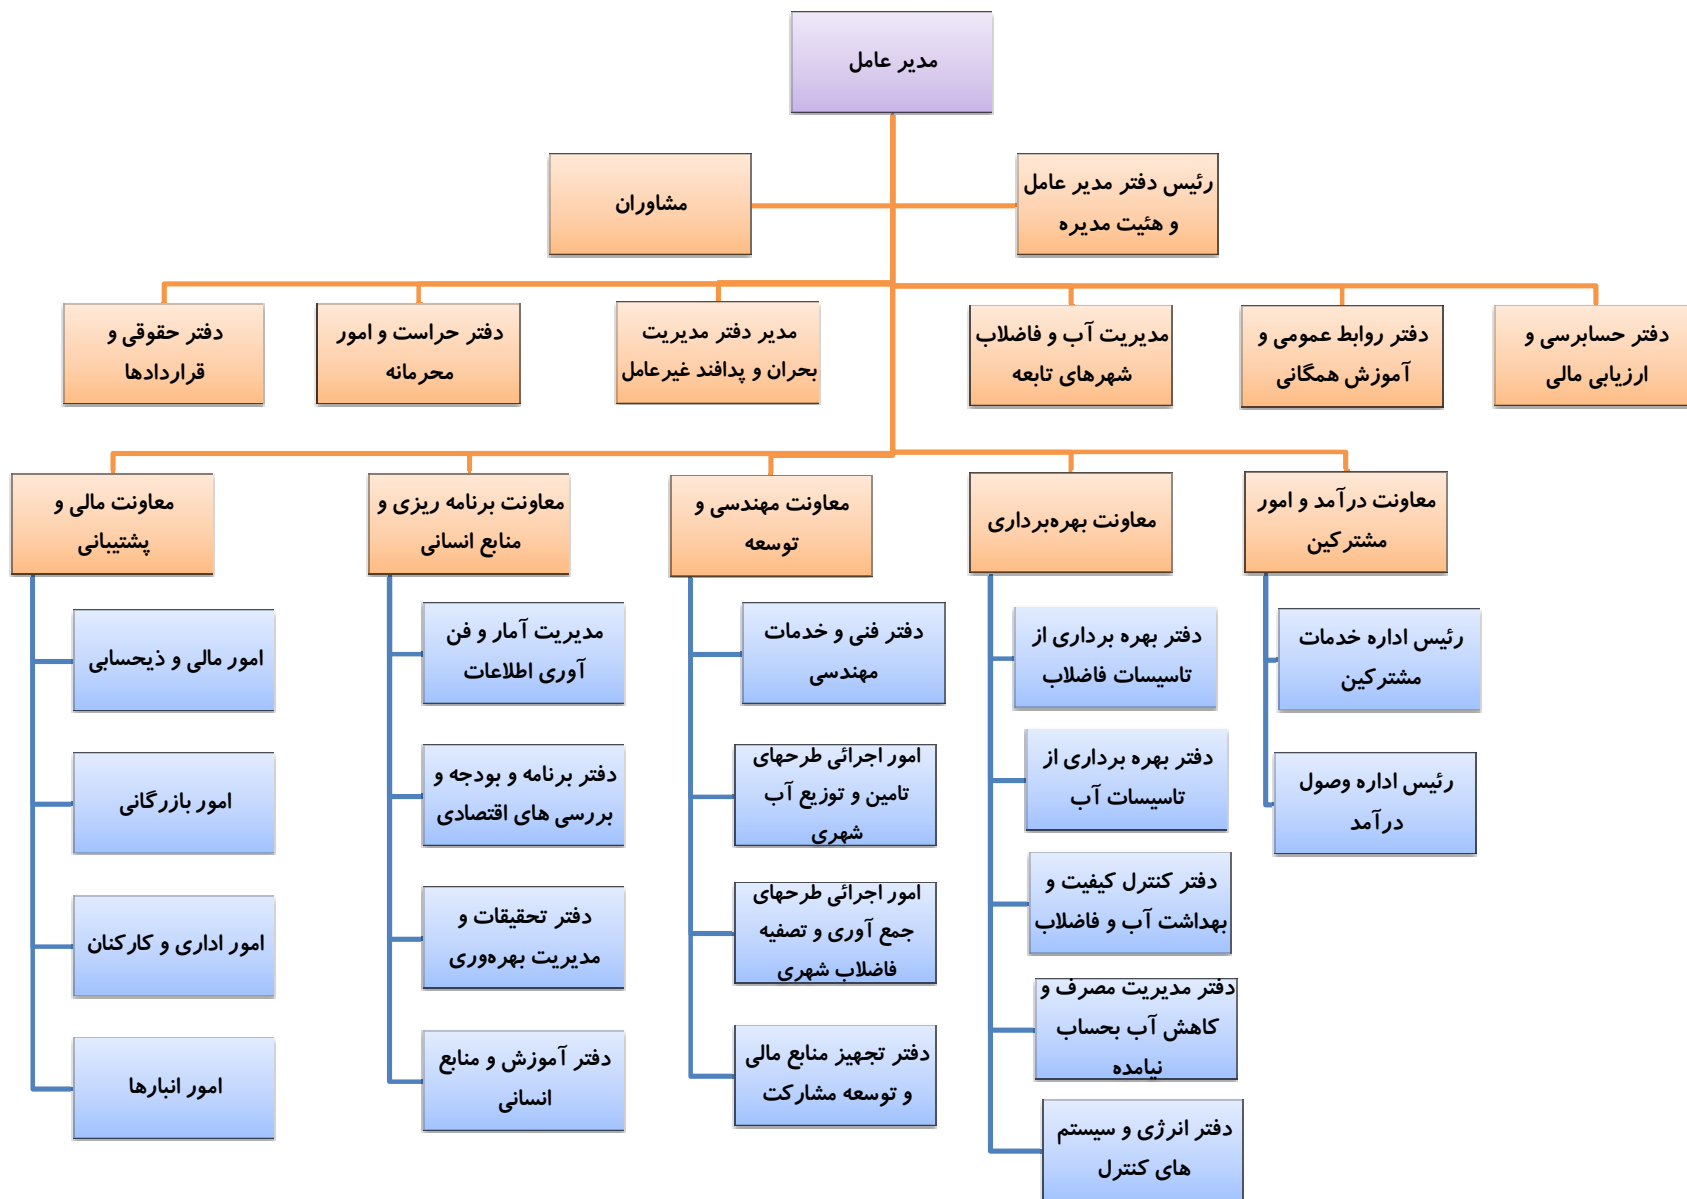 مدیر عامل
رئیس دفتر مدیر عامل
و هئیت مدیره
مشاوران
دفتر حسابرسی و
ارزیابی مالی
دفتر روابط عمومی و
آموزش همگانی
مدیریت آب و فاضلاب
شهرهای تابعه
مدیر دفتر مدیریت
بحران و پدافند غیرعامل
دفتر حراست و امور
محرمانه
دفتر حقوقی و
قراردادها
معاونت درآمد و امور
مشترکین
رئیس اداره خدمات
مشترکین
رئیس اداره وصول
درآمد
معاونت بهره‌برداری
دفتر بهره برداری از
تاسیسات فاضلاب
دفتر بهره برداری از
تاسیسات آب
دفتر کنترل کیفیت و
بهداشت آب و فاضلاب
دفتر مدیریت مصرف و
کاهش آب بحساب
نیامده
دفتر انرژی و سیستم
های کنترل
معاونت مهندسی و
توسعه
دفتر فنی و خدمات
مهندسی
امور اجرائی طرحهای
تامین و توزیع آب
شهری
امور اجرائی طرحهای
جمع آوری و تصفیه
فاضلاب شهری
دفتر تجهیز منابع مالی
و توسعه مشارکت
معاونت برنامه ریزی و
منابع انسانی
مدیریت آمار و فن
آوری اطلاعات
دفتر برنامه و بودجه و
بررسی های اقتصادی
دفتر تحقیقات و
مدیریت بهره‌وری
دفتر آموزش و منابع
انسانی
معاونت مالی و
پشتیبانی
امور مالی و ذیحسابی
امور بازرگانی
امور اداری و کارکنان
امور انبارها